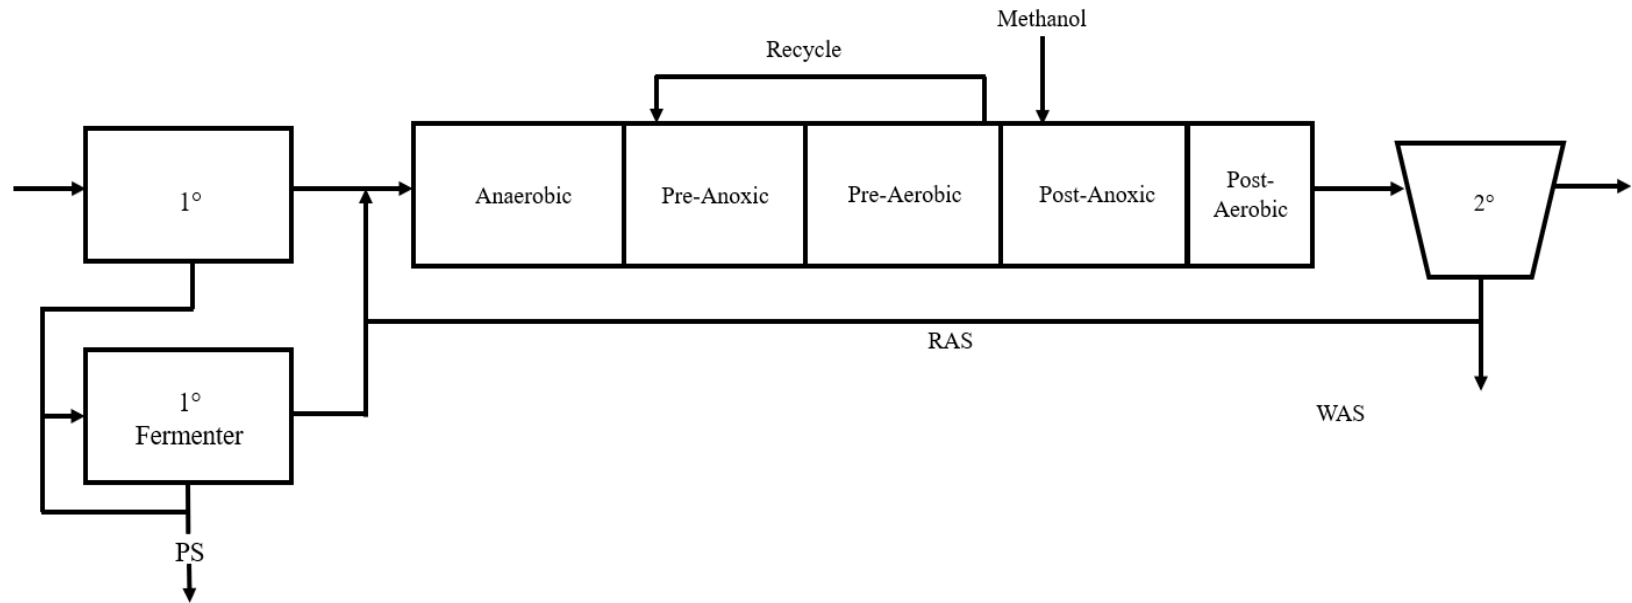 Methanol
Recycle
1°
Anaerobic
Pre-Anoxic
Pre-Aerobic
Post-Anoxic
Post-
Aerobic
2°
RAS
1°
Fermenter
WAS
PS